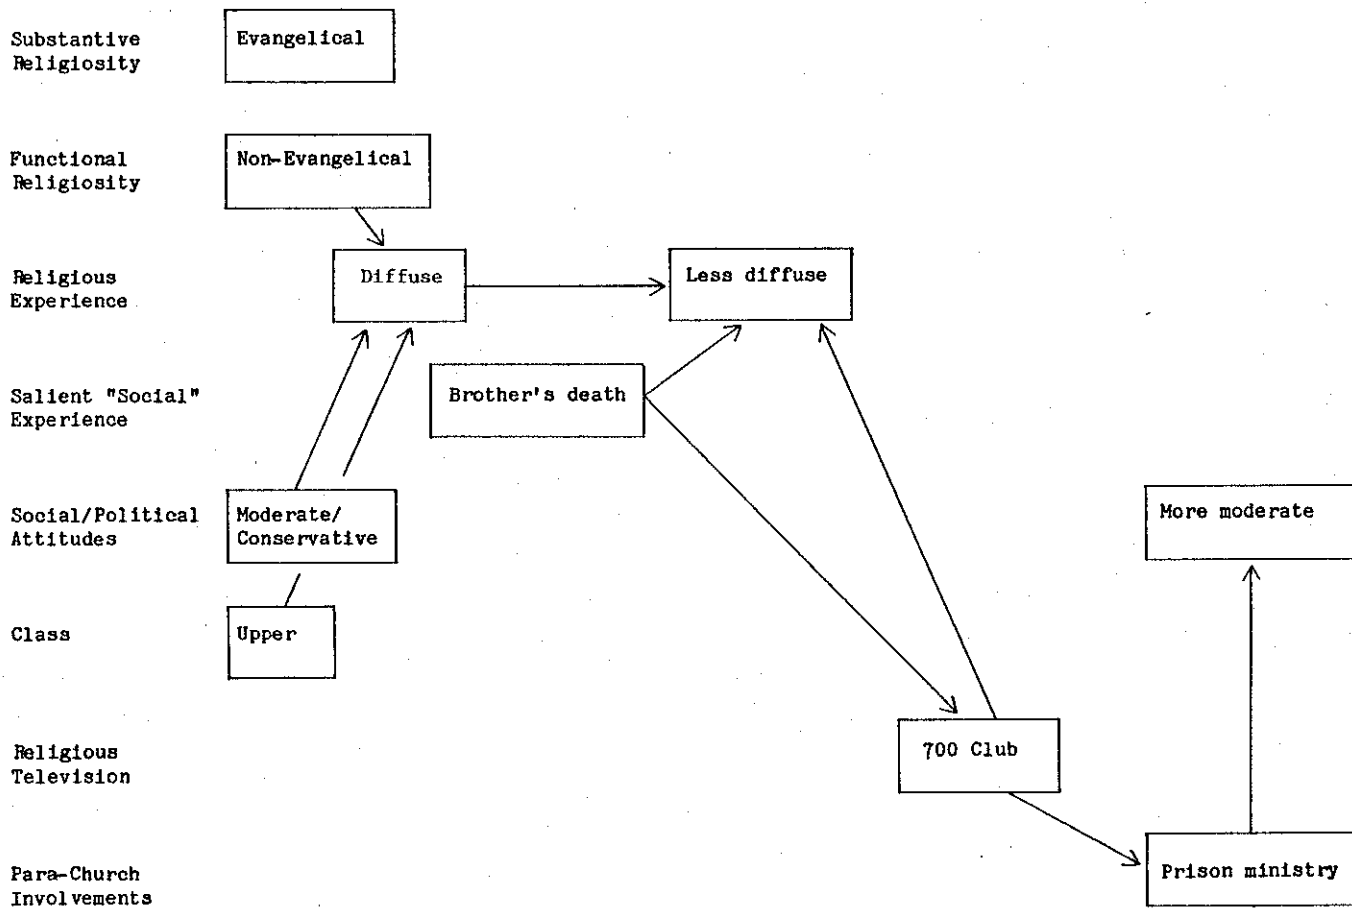 Substantive
Religiosity
Evangelical
Functional
Religiosity
Non-Evangelical
Religious
Experience
Diffuse
Less diffuse
Salient "Social"
Experience
Brother's death
Social/Political
Attitudes
Moderate/
Conservative
More moderate
Class
Upper
Religious
Television
700 Club
Para-Church
Involvements
Prison ministry